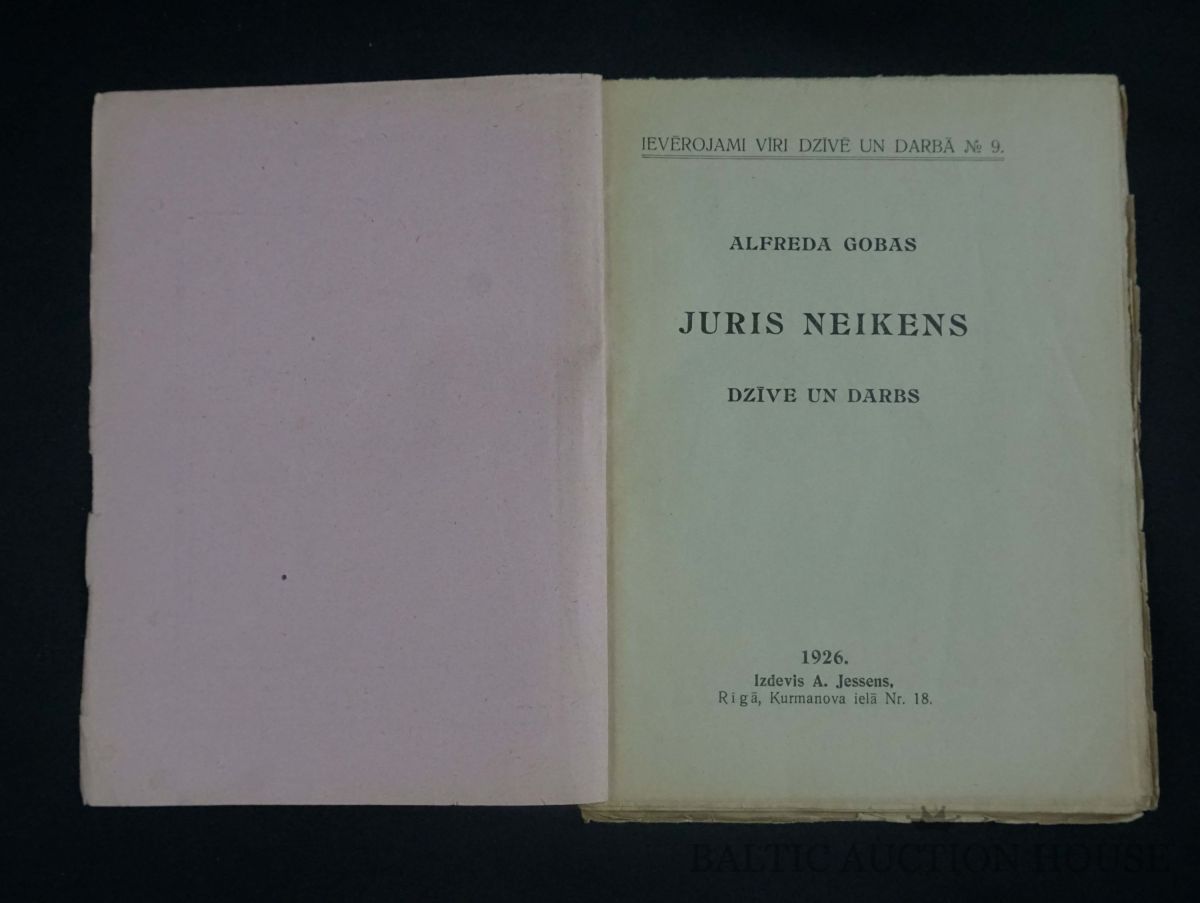 IEVĒROJAMI VĪRI DZĪVĒ UN DARBĀ № 9.
ALFREDA GOBAS
JURIS NEIKENS
DZĪVE UN DARBS
1926.
Izdevis A. Jessens,
Rīgā, Kurmanova ielā Nr. 18.
BALTIC AUCTION HOUSE